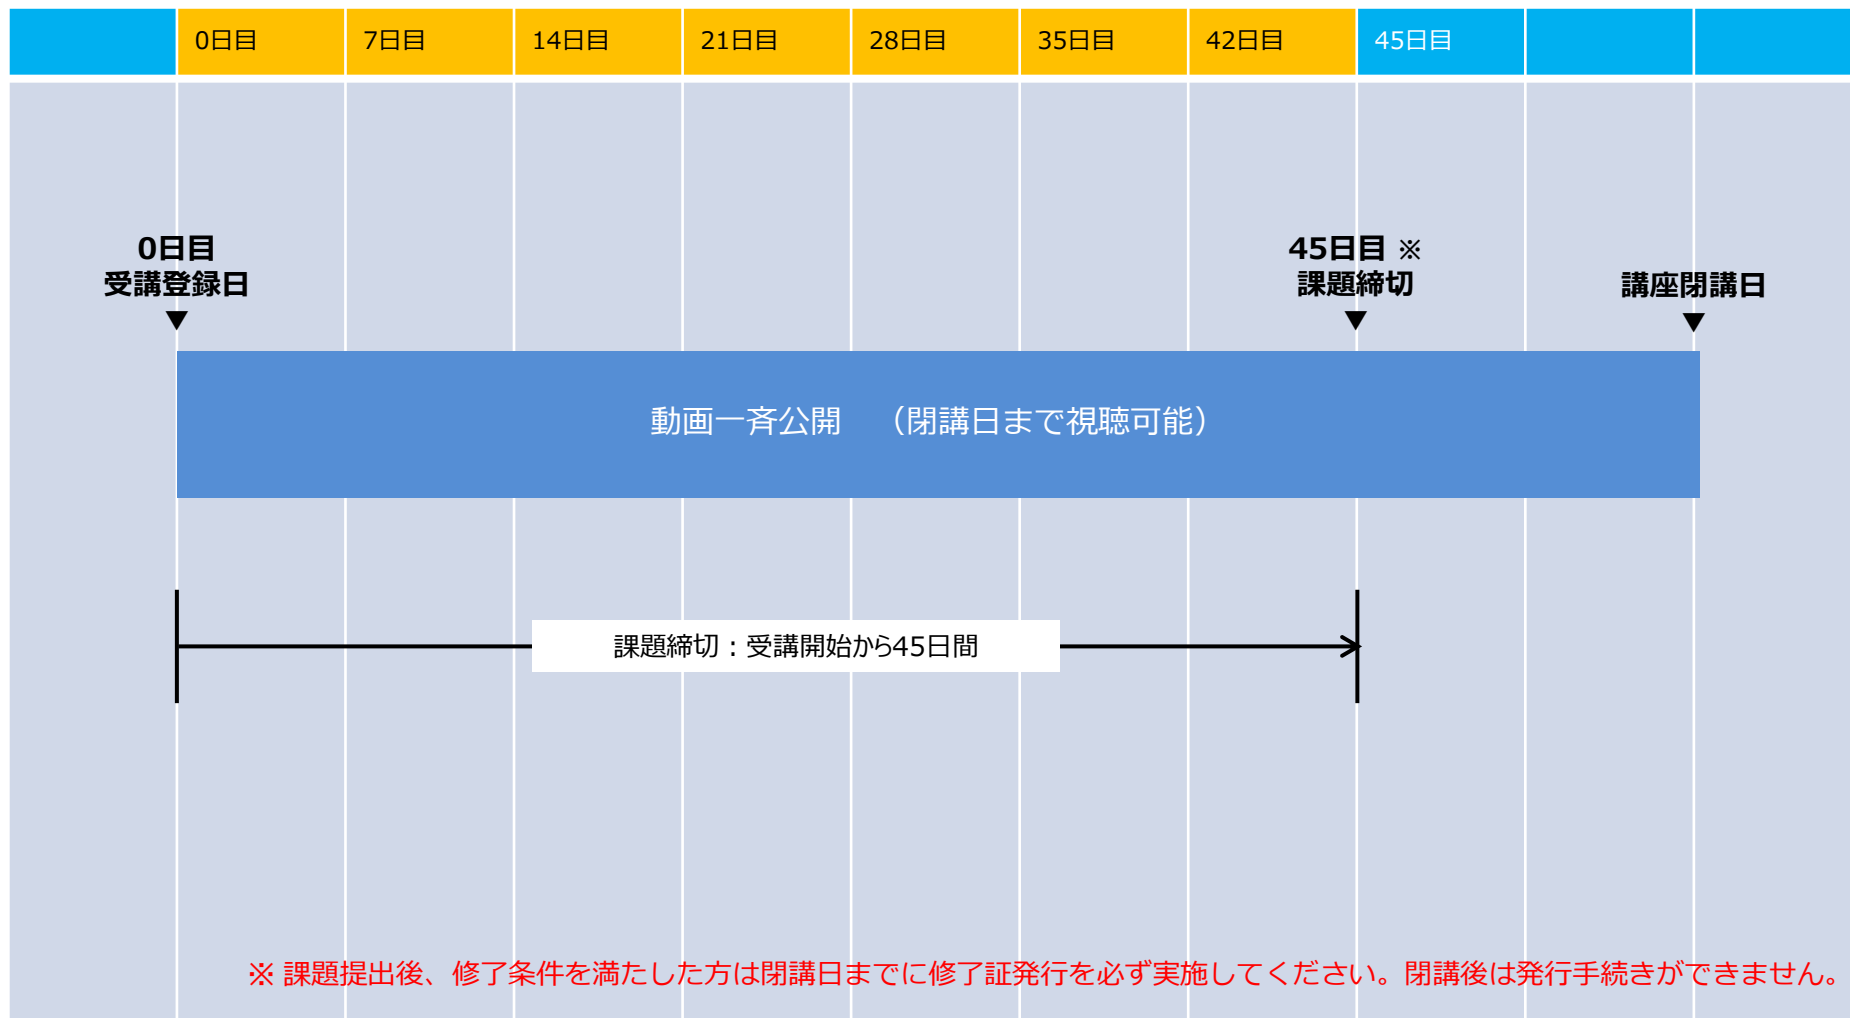 0日目
7日目
14日目
21日目
28日目
35日目
42日目
45日目
0日目
受講登録日
45日目 ※
課題締切
講座閉講日
動画一斉公開　（閉講日まで視聴可能）
課題締切：受講開始から45日間
※ 課題提出後、修了条件を満たした方は閉講日までに修了証発行を必ず実施してください。閉講後は発行手続きができません。